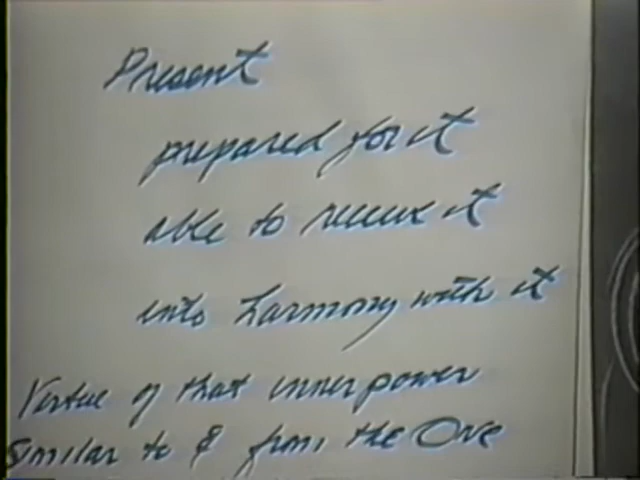 Present
prepared for it
able to receive it
into harmony with it
Virtue of that inner power
Similar to & from the One